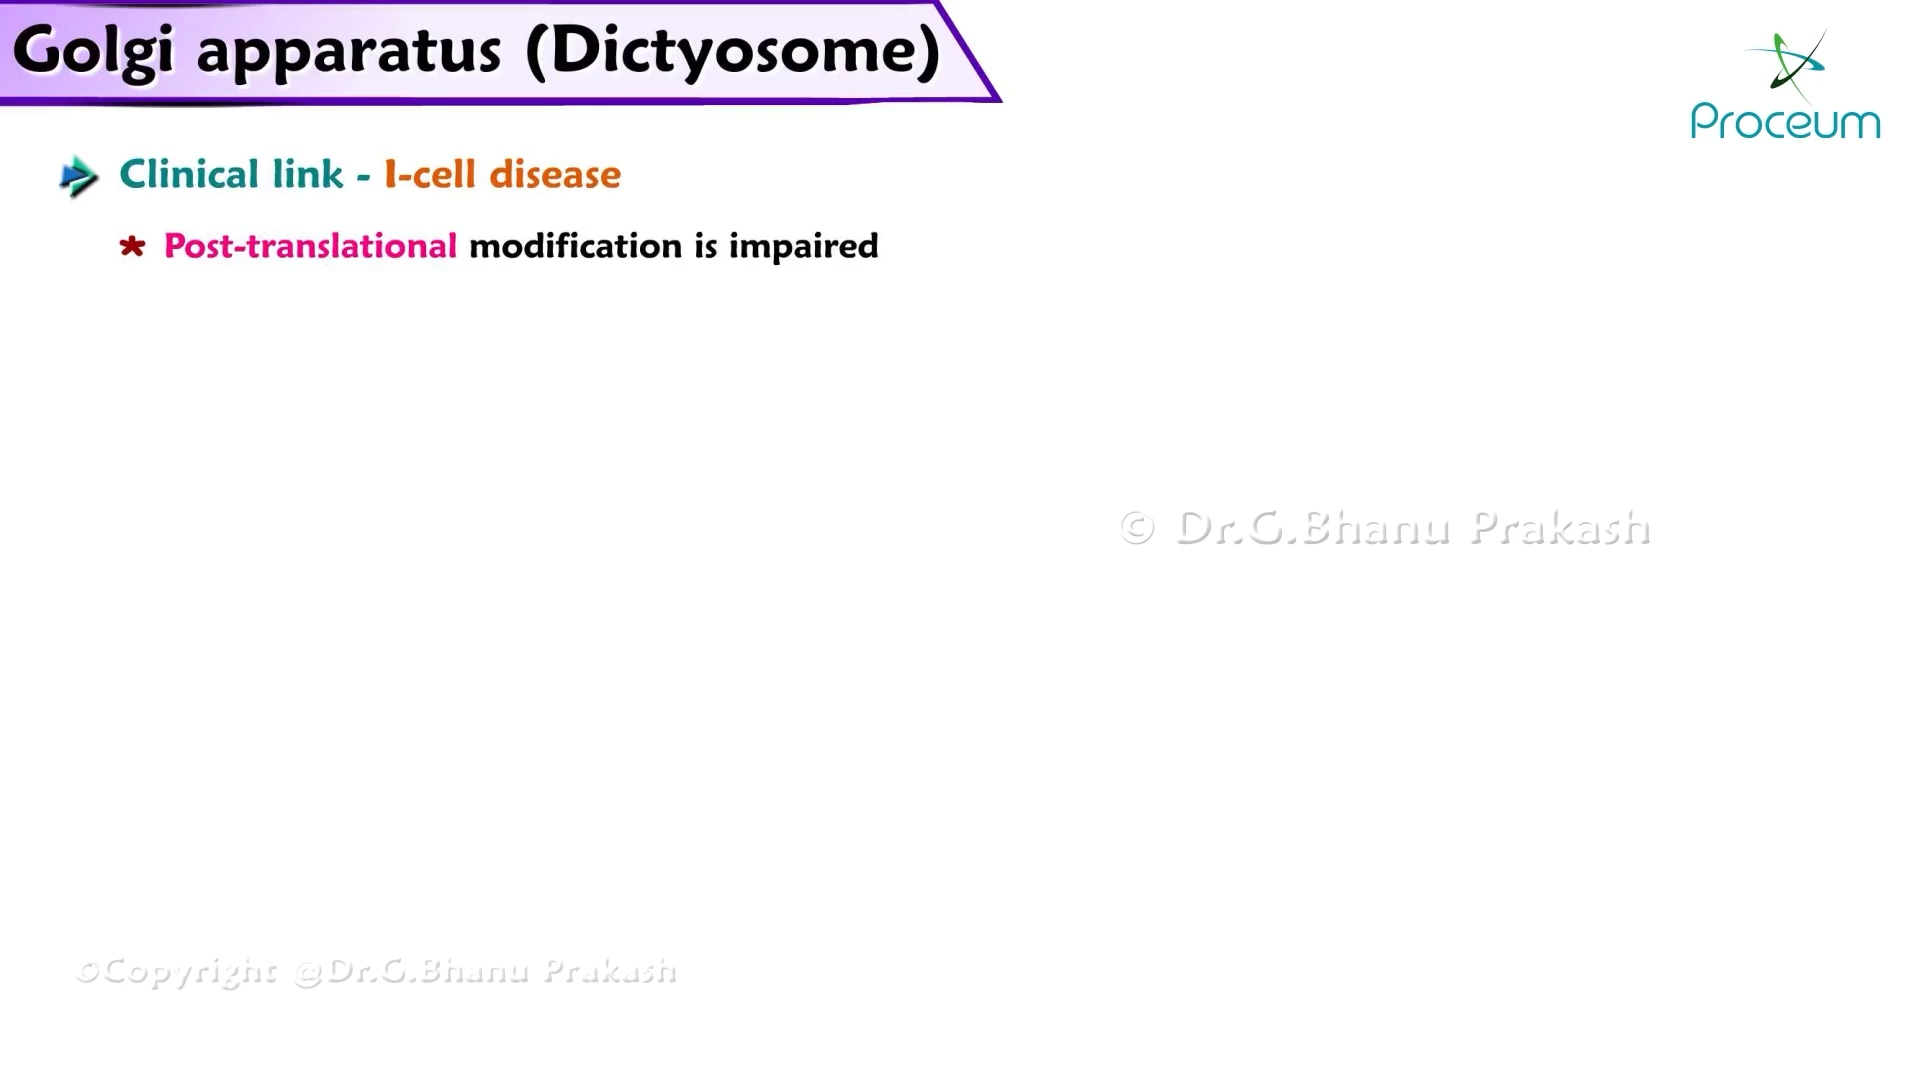 Golgi apparatus (Dictyosome)
Proceum
Clinical link - I-cell disease
* Post-translational modification is impaired
© Dr.G.Bhanu Prakash
©Copyright @Dr.G.Bhanu Prakash